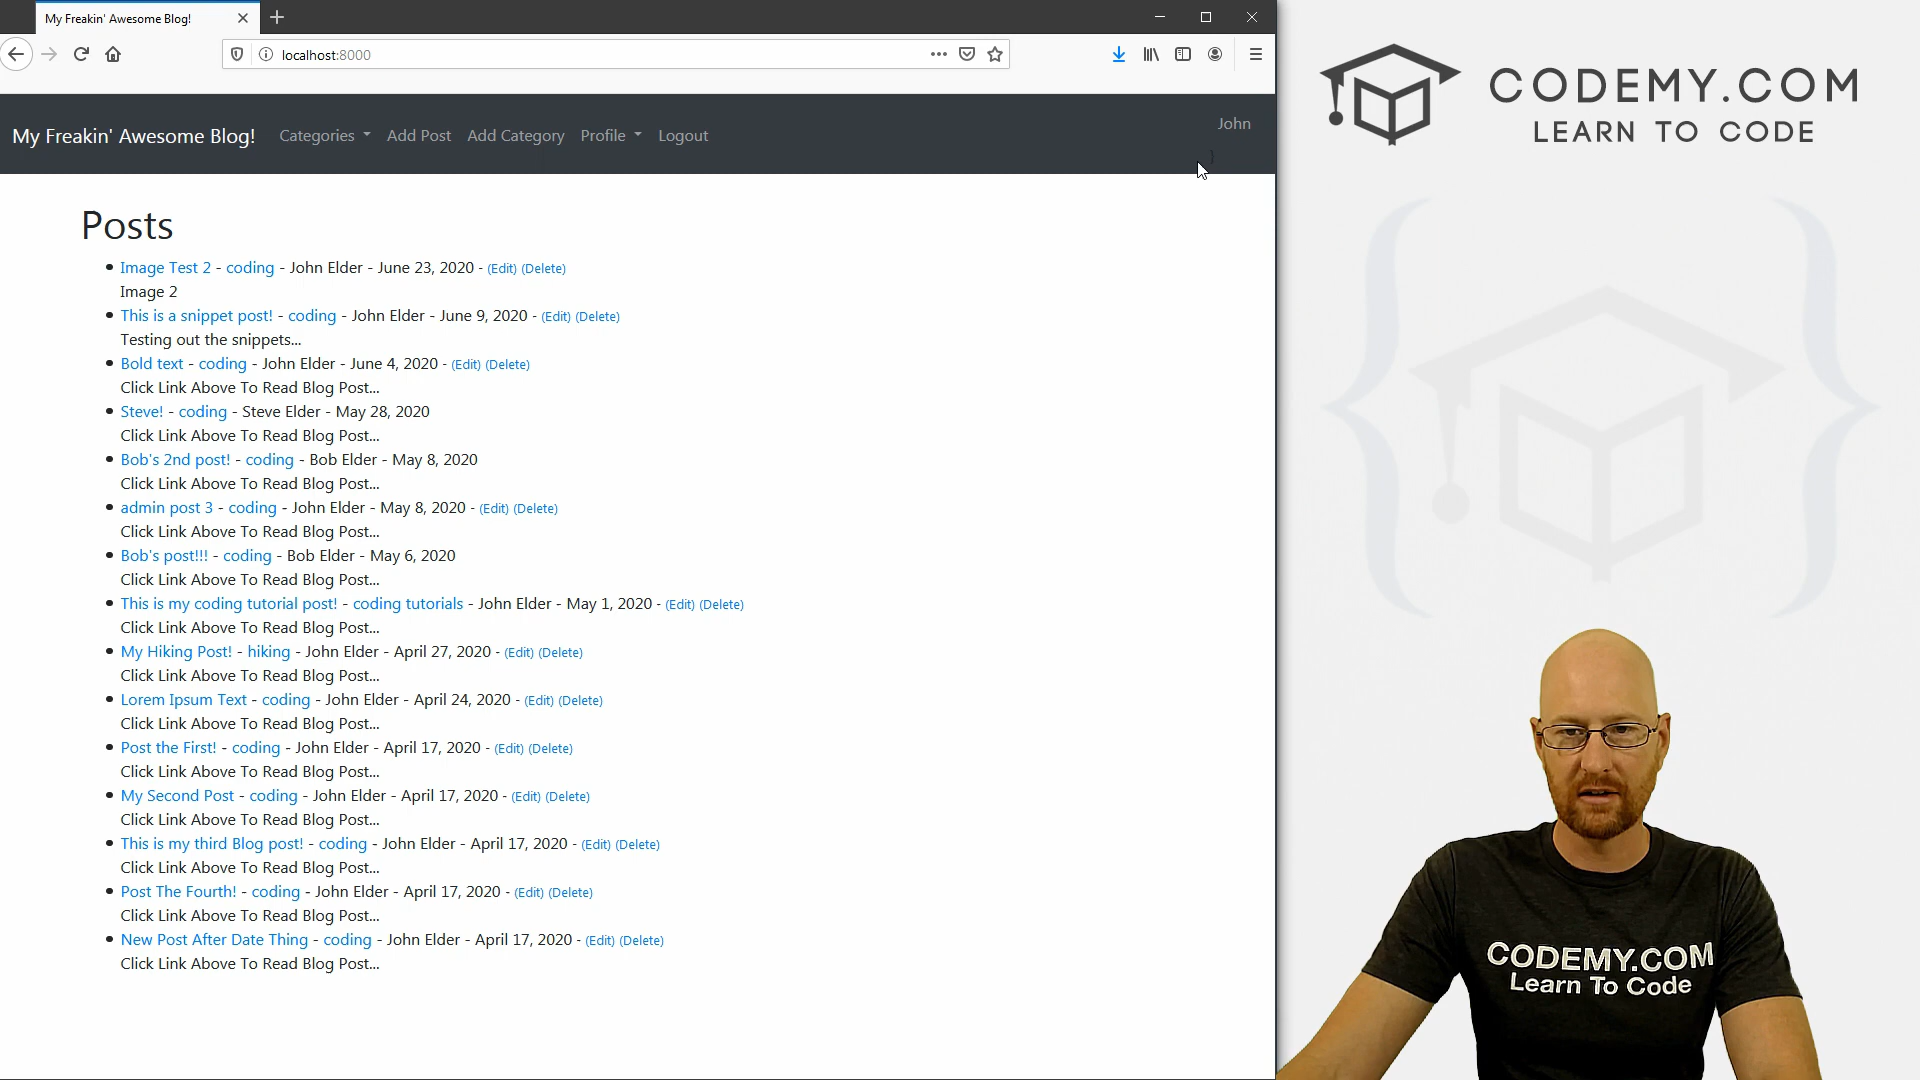 My Freakin' Awesome Blog!
localhost:8000
CODEMY.COM
LEARN TO CODE
My Freakin' Awesome Blog! Categories Add Post Add Category Profile Logout John
)
Posts
Image Test 2 - coding - John Elder - June 23, 2020 - (Edit) (Delete)
Image 2
This is a snippet post! - coding - John Elder - June 9, 2020 - (Edit) (Delete)
Testing out the snippets...
Bold text - coding - John Elder - June 4, 2020 - (Edit) (Delete)
Click Link Above To Read Blog Post...
Steve! - coding - Steve Elder - May 28, 2020
Click Link Above To Read Blog Post...
Bob's 2nd post! - coding - Bob Elder - May 8, 2020
Click Link Above To Read Blog Post...
admin post 3 - coding - John Elder - May 8, 2020 - (Edit) (Delete)
Click Link Above To Read Blog Post...
Bob's post!!! - coding - Bob Elder - May 6, 2020
Click Link Above To Read Blog Post...
This is my coding tutorial post! - coding tutorials - John Elder - May 1, 2020 - (Edit) (Delete)
Click Link Above To Read Blog Post...
My Hiking Post! - hiking - John Elder - April 27, 2020 - (Edit) (Delete)
Click Link Above To Read Blog Post...
Lorem Ipsum Text - coding - John Elder - April 24, 2020 - (Edit) (Delete)
Click Link Above To Read Blog Post...
Post the First! - coding - John Elder - April 17, 2020 - (Edit) (Delete)
Click Link Above To Read Blog Post...
My Second Post - coding - John Elder - April 17, 2020 - (Edit) (Delete)
Click Link Above To Read Blog Post...
This is my third Blog post! - coding - John Elder - April 17, 2020 - (Edit) (Delete)
Click Link Above To Read Blog Post...
Post The Fourth! - coding - John Elder - April 17, 2020 - (Edit) (Delete)
Click Link Above To Read Blog Post...
New Post After Date Thing - coding - John Elder - April 17, 2020 - (Edit) (Delete)
Click Link Above To Read Blog Post...
CODEMY.COM
Learn To Code